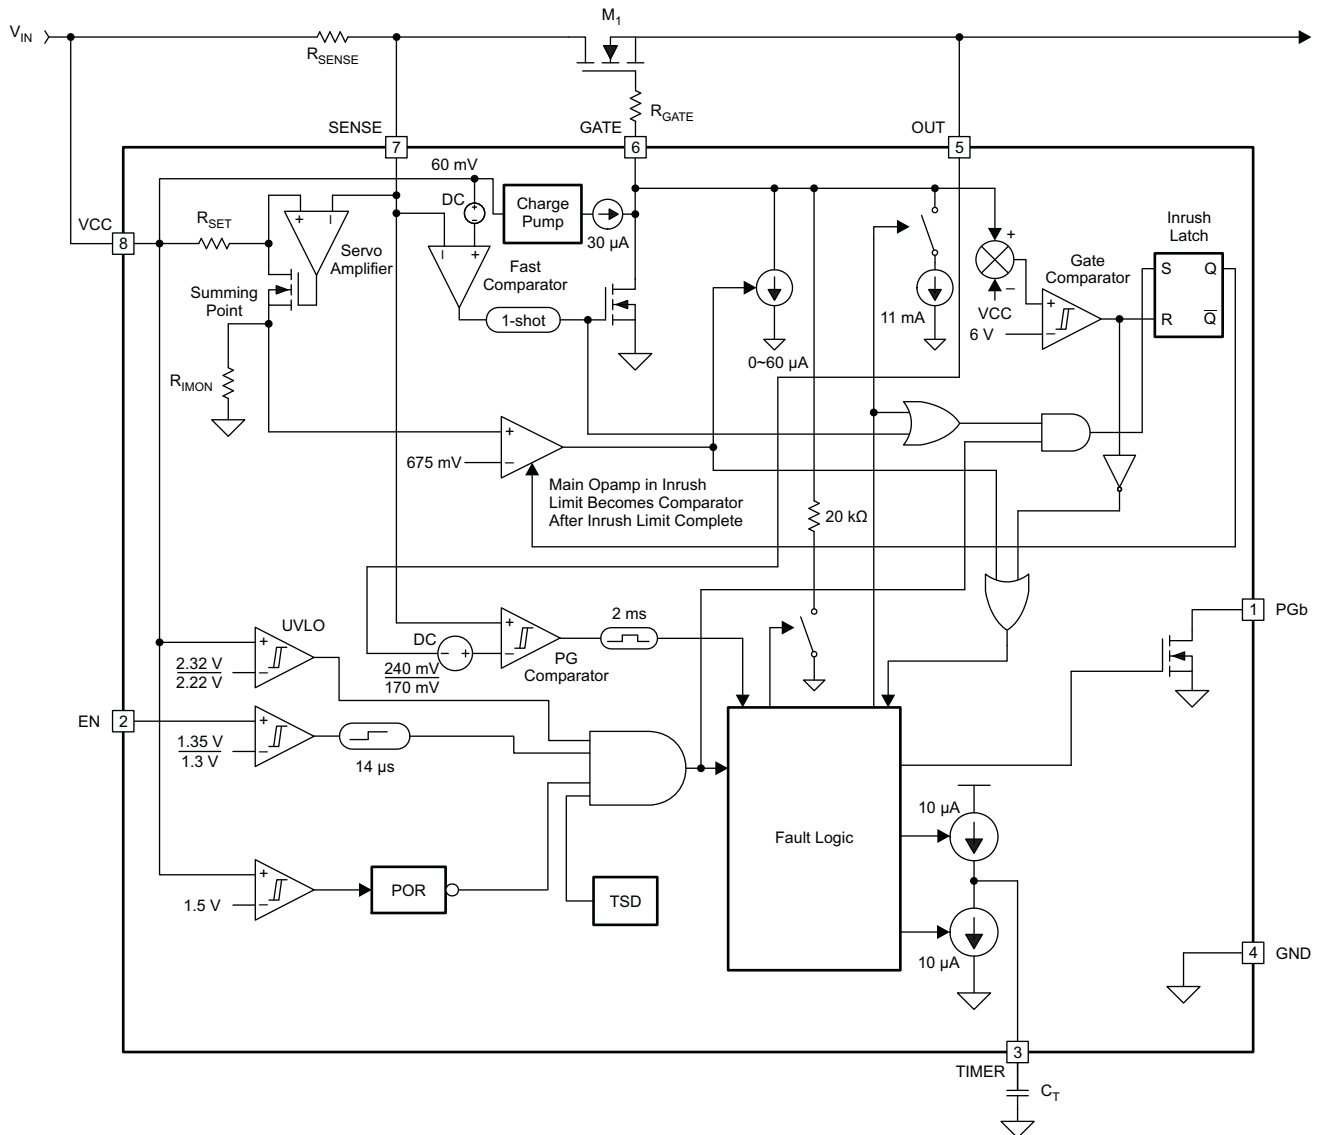 M1
VIN
RSENSE
RGATE
SENSE
GATE
OUT
7
6
5
60 mV
DC
Charge
Pump
30 µA
VCC
8
RSET
+
–
Servo
Amplifier
–
+
Fast
Comparator
1-shot
Summing
Point
RIMON
0~60 µA
11 mA
+
–
VCC
6 V
+
–
Gate
Comparator
Inrush
Latch
S
Q
R
Q̅
675 mV
+
–
Main Opamp in Inrush
Limit Becomes Comparator
After Inrush Limit Complete
20 kΩ
UVLO
+
–
2.32 V
2.22 V
DC
– +
240 mV
170 mV
+
–
PG
Comparator
2 ms
1
PGb
EN
2
+
–
1.35 V
1.3 V
14 µs
+
–
1.5 V
POR
TSD
Fault Logic
10 µA
10 µA
4
GND
3
TIMER
CT